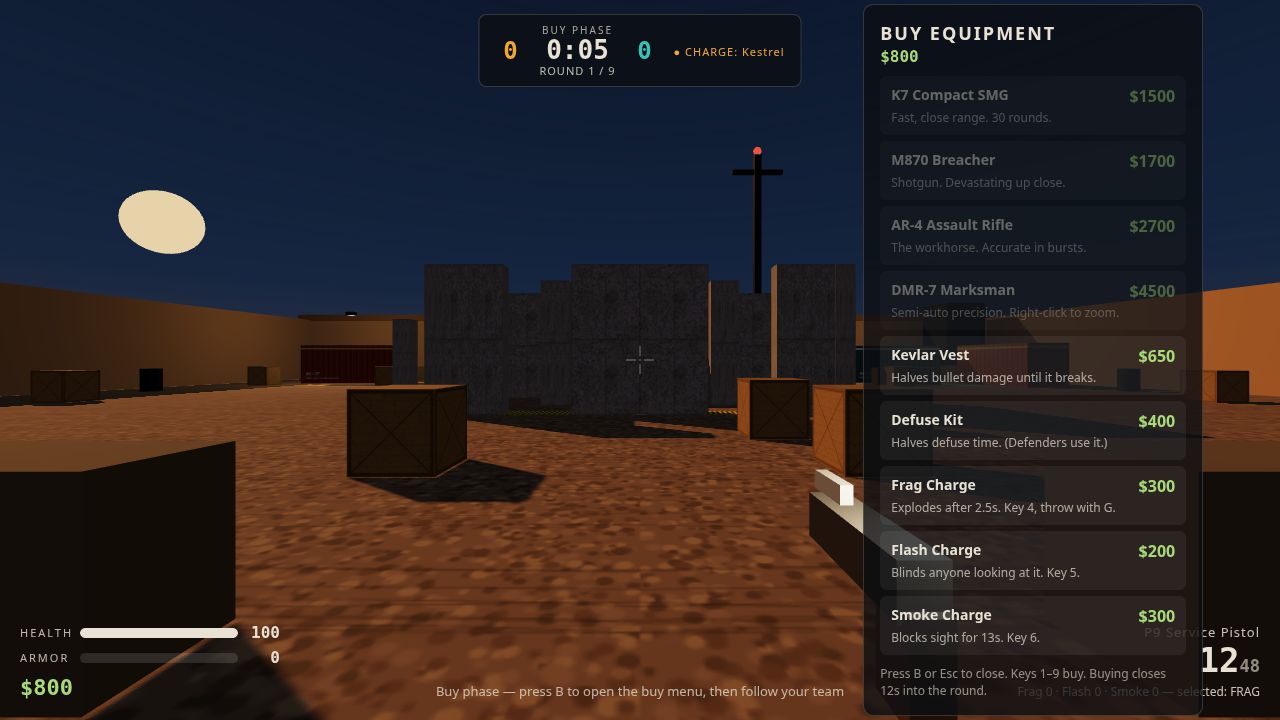 BUY PHASE
0 0:05 0 ● CHARGE: Kestrel
ROUND 1 / 9
BUY EQUIPMENT
$800
K7 Compact SMG $1500
Fast, close range. 30 rounds.
M870 Breacher $1700
Shotgun. Devastating up close.
AR-4 Assault Rifle $2700
The workhorse. Accurate in bursts.
DMR-7 Marksman $4500
Semi-auto precision. Right-click to zoom.
Kevlar Vest $650
Halves bullet damage until it breaks.
Defuse Kit $400
Halves defuse time. (Defenders use it.)
Frag Charge $300
Explodes after 2.5s. Key 4, throw with G.
Flash Charge $200
Blinds anyone looking at it. Key 5.
Smoke Charge $300
Blocks sight for 13s. Key 6.
Press B or Esc to close. Keys 1–9 buy. Buying closes
12s into the round.
HEALTH 100
ARMOR 0
$800
Buy phase — press B to open the buy menu, then follow your team
P9 Service Pistol
12 48
Frag 0 · Flash 0 · Smoke 0 — selected: FRAG